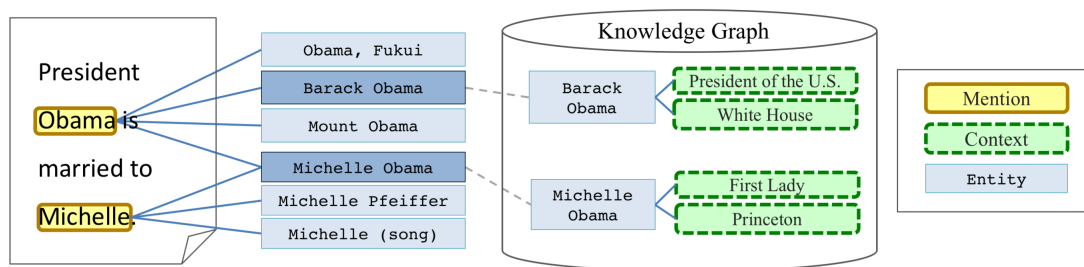 President
Obama is
married to
Michelle.
Obama, Fukui
Barack Obama
Mount Obama
Michelle Obama
Michelle Pfeiffer
Michelle (song)
Knowledge Graph
Barack
Obama
President of the U.S.
White House
Michelle
Obama
First Lady
Princeton
Mention
Context
Entity